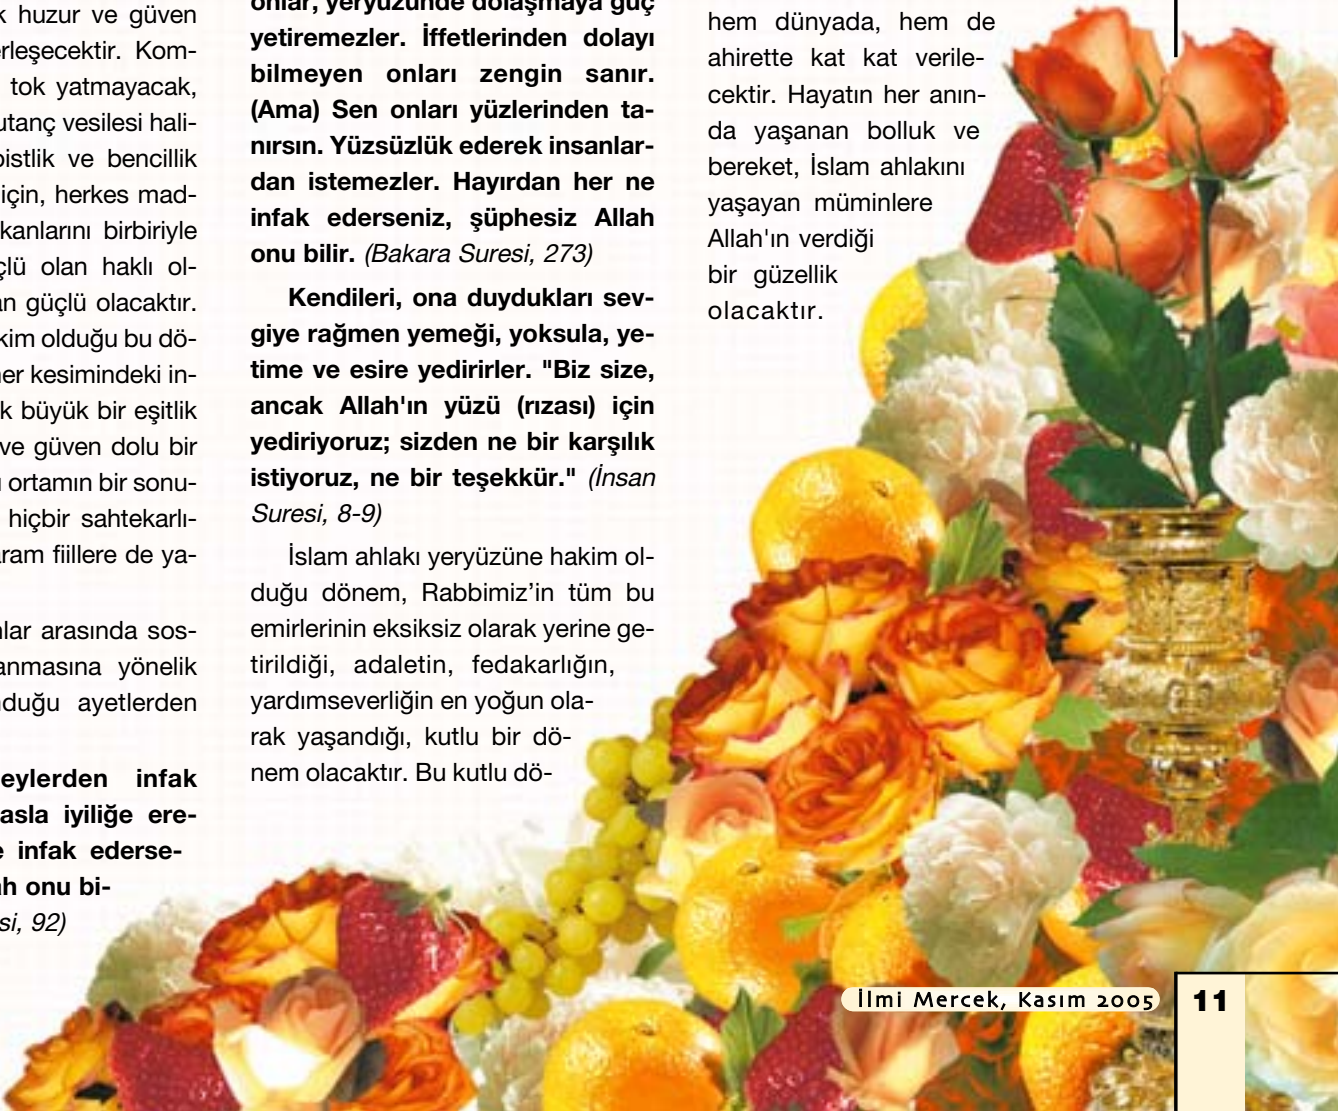 k huzur ve güven
rleşecektir. Kom-
tok yatmayacak,
utanç vesilesi hali-
bistlik ve bencillik
için, herkes mad-
kanlarını birbiriyle
çlü olan haklı ol-
an güçlü olacaktır.
kim olduğu bu dö-
her kesimindeki in-
k büyük bir eşitlik
ve güven dolu bir
ortamın bir sonu-
hiçbir sahtekarlı-
aram fiillere de ya-
nlar arasında sos-
anmasına yönelik
duğu ayetlerden
eylerden infak
asla iyiliğe ere-
e infak ederse-
ah onu bi-
si, 92)
onlar, yeryüzünde dolaşmaya güç
yetiremezler. İffetlerinden dolayı
bilmeyen onları zengin sanır.
(Ama) Sen onları yüzlerinden ta-
nırsın. Yüzsüzlük ederek insanlar-
dan istemezler. Hayırdan her ne
infak ederseniz, şüphesiz Allah
onu bilir. (Bakara Suresi, 273)
Kendileri, ona duydukları sev-
giye rağmen yemeği, yoksula, ye-
time ve esire yedirirler. "Biz size,
ancak Allah'ın yüzü (rızası) için
yediriyoruz; sizden ne bir karşılık
istiyoruz, ne bir teşekkür." (İnsan
Suresi, 8-9)
İslam ahlakı yeryüzüne hakim ol-
duğu dönem, Rabbimiz’in tüm bu
emirlerinin eksiksiz olarak yerine ge-
tirildiği, adaletin, fedakarlığın,
yardımseverliğin en yoğun ola-
rak yaşandığı, kutlu bir dö-
nem olacaktır. Bu kutlu dö-
hem dünyada, hem de
ahirette kat kat verile-
cektir. Hayatın her anın-
da yaşanan bolluk ve
bereket, İslam ahlakını
yaşayan müminlere
Allah'ın verdiği
bir güzellik
olacaktır.
İlmi Mercek, Kasım 2005
11